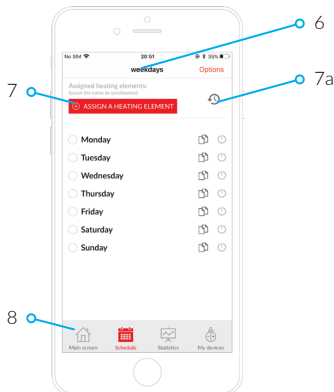 6
No SIM 20:51 35%
weekdays Options
Assigned heating elements:
Touch the name to synchronize
7
7a
ASSIGN A HEATING ELEMENT
Monday
Tuesday
Wednesday
Thursday
Friday
Saturday
Sunday
8
Main screen Schedule Statistics My devices